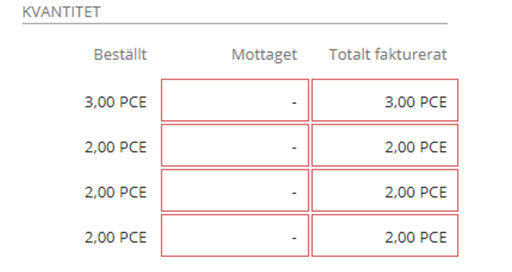 KVANTITET
Beställt Mottaget Totalt fakturerat
3,00 PCE - 3,00 PCE
2,00 PCE - 2,00 PCE
2,00 PCE - 2,00 PCE
2,00 PCE - 2,00 PCE